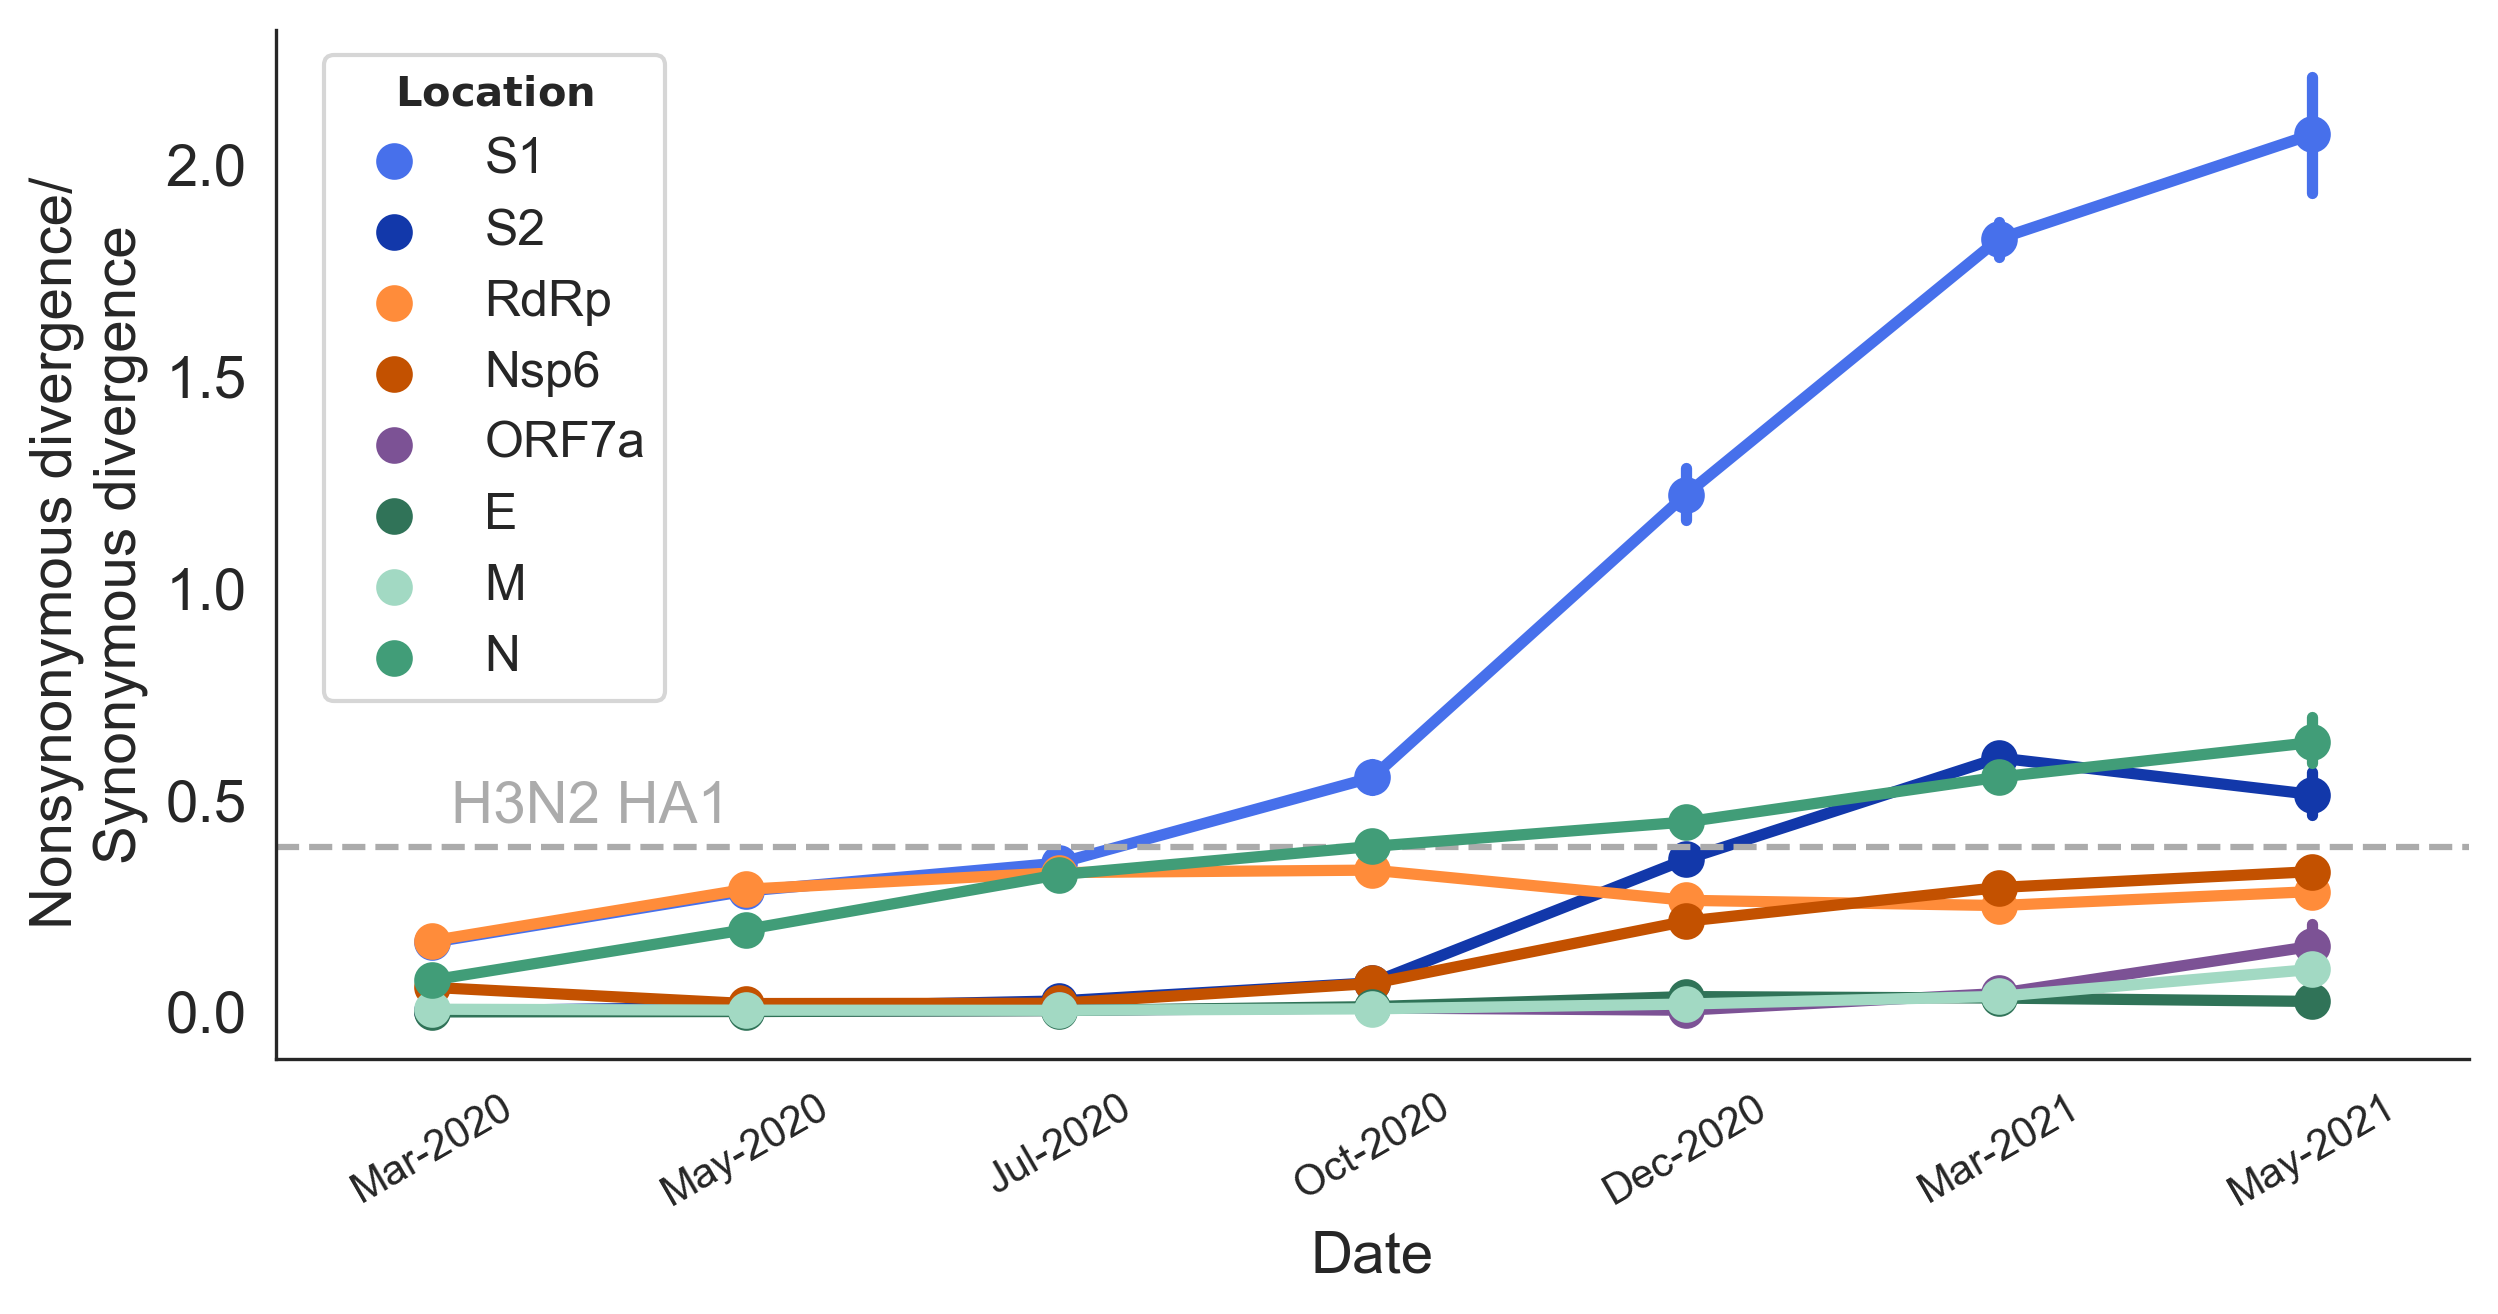 Nonsynonymous divergence/
Synonymous divergence
2.0
1.5
1.0
0.5
0.0
Location
S1
S2
RdRp
Nsp6
ORF7a
E
M
N
H3N2 HA1
Mar-2020
May-2020
Jul-2020
Oct-2020
Dec-2020
Mar-2021
May-2021
Date